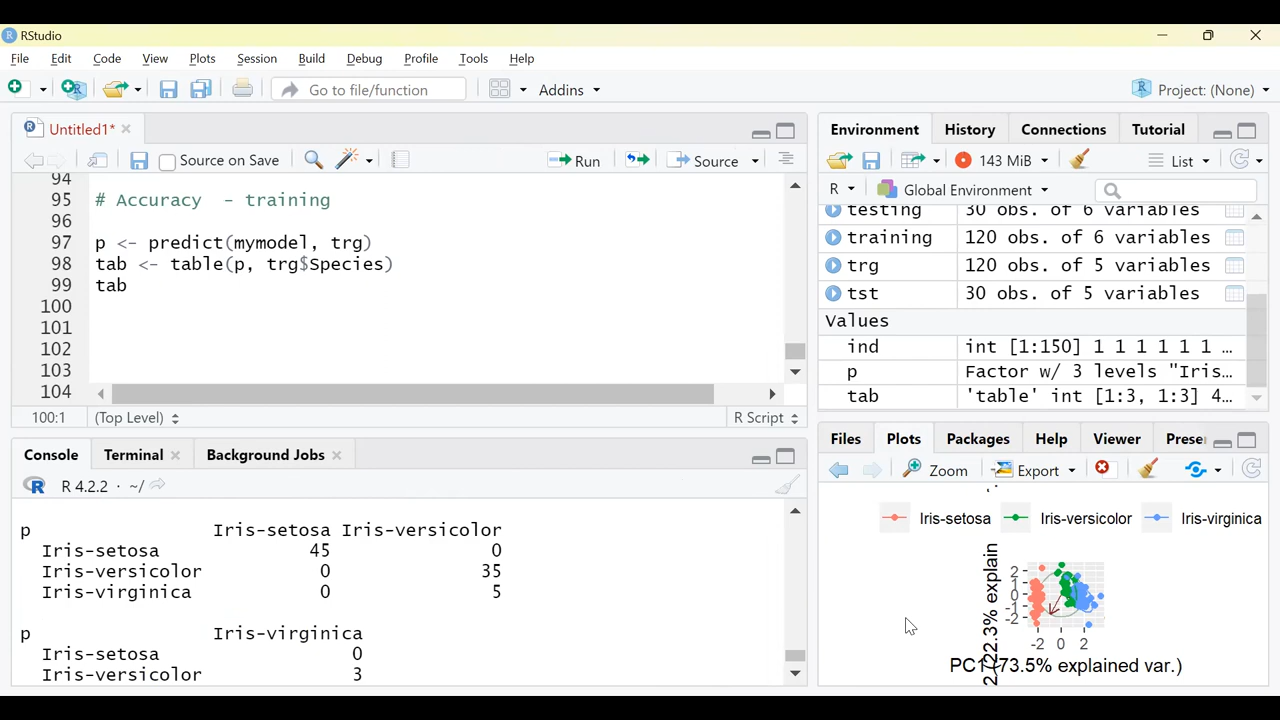 RStudio
File Edit Code View Plots Session Build Debug Profile Tools Help
Go to file/function Addins Project: (None)
Untitled1*
Source on Save Run Source
94
95 # Accuracy - training
96
97 p <- predict(mymodel, trg)
98 tab <- table(p, trg$Species)
99 tab
100
101
102
103
104
100:1 (Top Level) R Script
Console Terminal Background Jobs
R 4.2.2 · ~/
p Iris-setosa Iris-versicolor
Iris-setosa 45 0
Iris-versicolor 0 35
Iris-virginica 0 5
p Iris-virginica
Iris-setosa 0
Iris-versicolor 3
Environment History Connections Tutorial
143 MiB List
R Global Environment
testing 30 obs. of 6 variables
training 120 obs. of 6 variables
trg 120 obs. of 5 variables
tst 30 obs. of 5 variables
Values
ind int [1:150] 1 1 1 1 1 1 …
p Factor w/ 3 levels "Iris…
tab 'table' int [1:3, 1:3] 4…
Files Plots Packages Help Viewer Prese
Zoom Export
Iris-setosa Iris-versicolor Iris-virginica
2 (22.3% explain
2
1
0
-1
-2
-2 0 2
PC1 (73.5% explained var.)